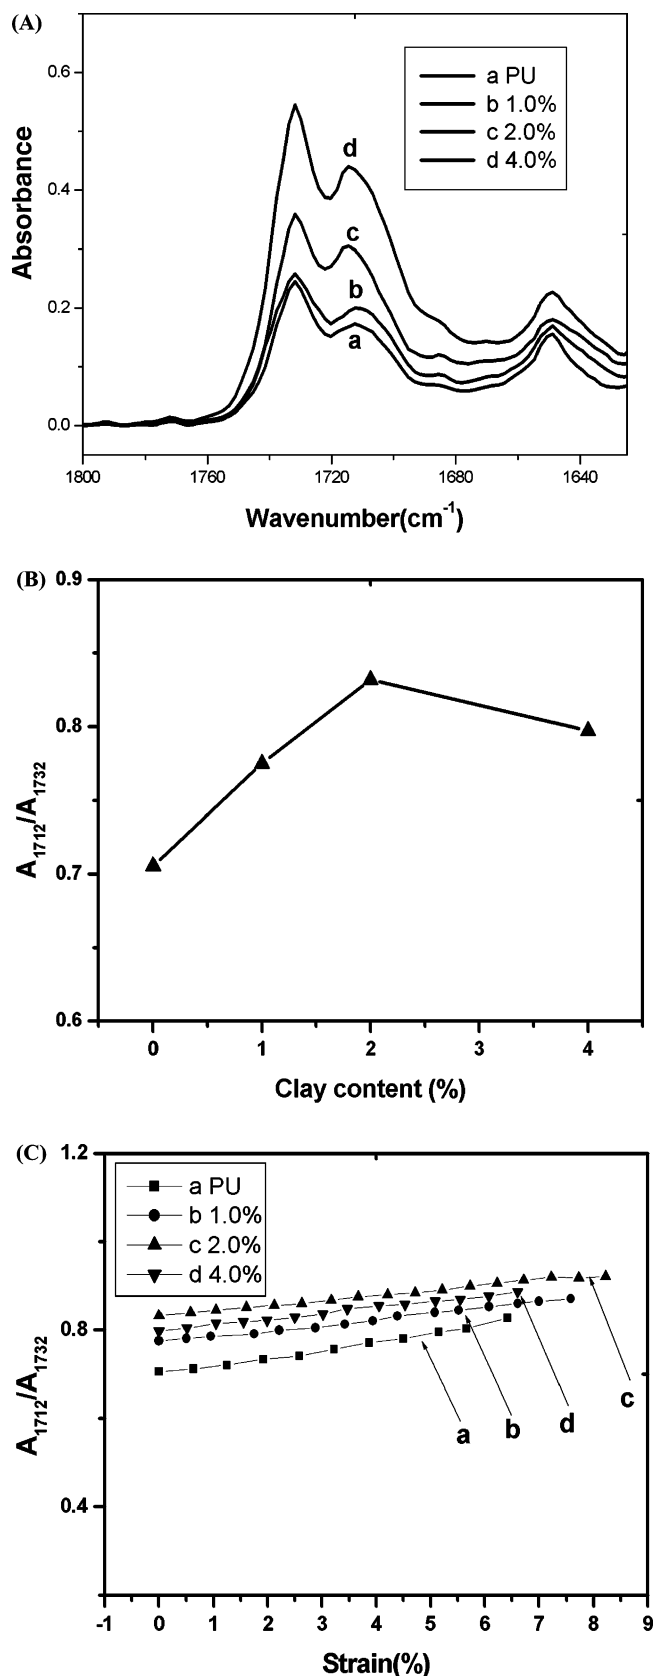 (A)
0.6
0.4
0.2
0.0
Absorbance
a PU
b 1.0%
c 2.0%
d 4.0%
d
c
b
a
1800
1760
1720
1680
1640
Wavenumber(cm⁻¹)
(B)
0.9
0.8
0.7
0.6
A₁₇₁₂/A₁₇₃₂
0
1
2
3
4
Clay content (%)
(C)
1.2
0.8
0.4
A₁₇₁₂/A₁₇₃₂
a PU
b 1.0%
c 2.0%
d 4.0%
a
b
d
c
-1
0
1
2
3
4
5
6
7
8
9
Strain(%)